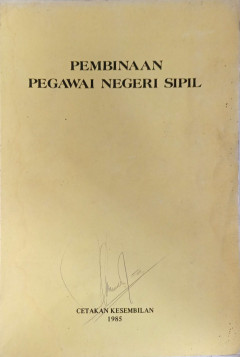 PEMBINAAN
PEGAWAI NEGERI SIPIL
CETAKAN KESEMBILAN
1985